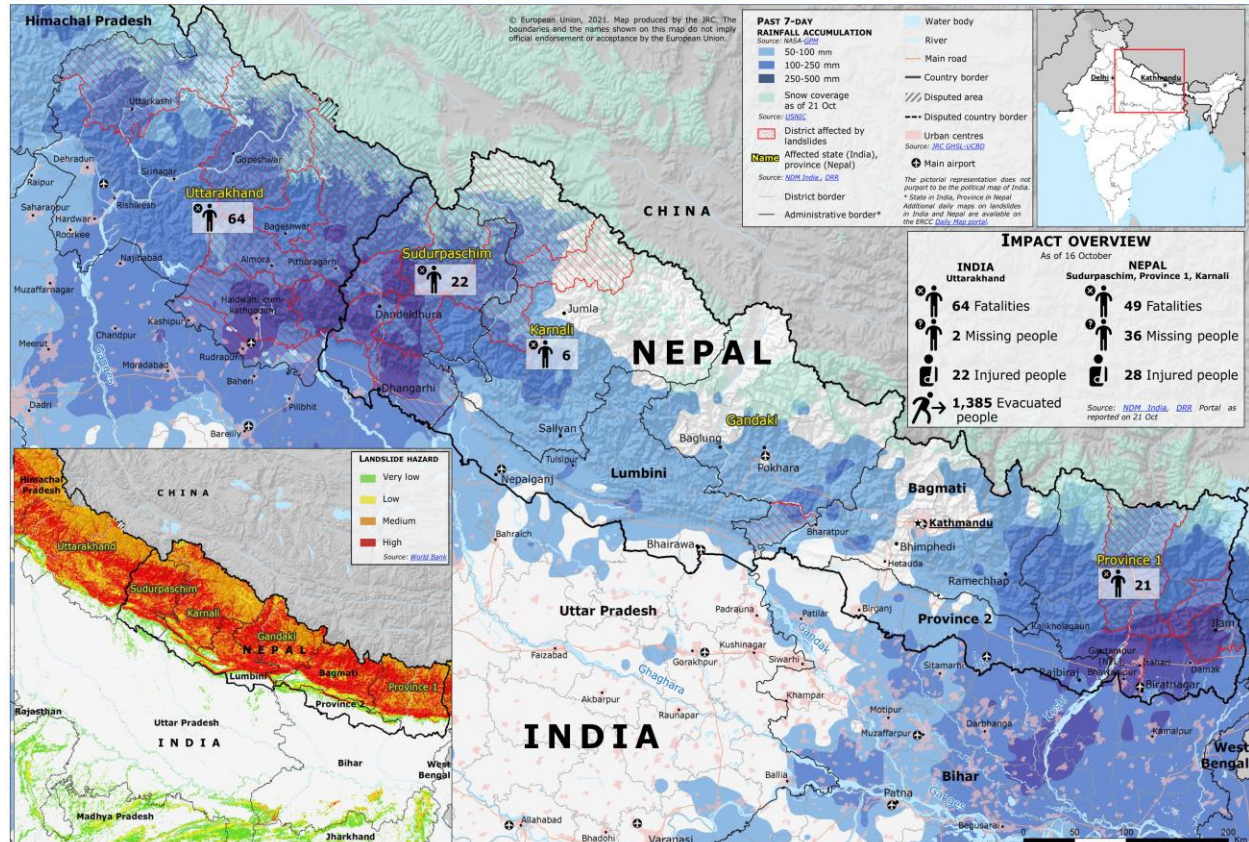 Himachal Pradesh
© European Union, 2021. Map produced by the JRC. The
boundaries and the names shown on this map do not imply
official endorsement or acceptance by the European Union.
PAST 7-DAY
RAINFALL ACCUMULATION
Source: NASA-GPM
50-100 mm
100-250 mm
250-500 mm
Snow coverage
as of 21 Oct
Source: USNIC
District affected by
landslides
Name
Affected state (India),
province (Nepal)
Source: NDM India , DRR
District border
Administrative border*
Water body
River
Main road
Country border
Disputed area
Disputed country border
Urban centres
Source: JRC GHSL-UCBD
Main airport
The pictorial representation does not
purport to be the political map of India.
* State in India, Province in Nepal
Additional daily maps on landslides
in India and Nepal are available on
the ERCC Daily Map portal.
Delhi
Kathmandu
IMPACT OVERVIEW
As of 16 October
INDIA
Uttarakhand
64 Fatalities
2 Missing people
22 Injured people
1,385 Evacuated
people
NEPAL
Sudurpaschim, Province 1, Karnali
49 Fatalities
36 Missing people
28 Injured people
Source: NDM India, DRR Portal as
reported on 21 Oct
Uttarkashi
Dehradun
Gopeshwar
Srinagar
Raipur
Rishikesh
Uttarakhand
64
Saharanpur
Hardwar
Roorkee
Bageshwar
Najibabad
Almora
Pithoragarh
Muzaffarnagar
Haldwani-cum-
kathgodam
Kashipur
Chandpur
Meerut
Moradabad
Rudrapur
Baheri
Ganges
Pilibhit
Dadri
Bareilly
CHINA
Sudurpaschim
22
Dandeldhura
Jumla
Karnali
6
NEPAL
Dhangarhi
Sallyan
Tulsipur
Nepalganj
Lumbini
Gandaki
Baglung
Pokhara
Bagmati
Kathmandu
Bharatpur
Bhimphedi
Hetauda
Ramechhap
Bahraich
Bhairawa
Province 1
21
Ilam
Province 2
Birganj
Rajbiraj
Damak
Biratnagar
Uttar Pradesh
Padrauna
Patilar
Gandak
Kushinagar
Gorakhpur
Siwarhi
Sitamarhi
Faizabad
Ghaghara
Akbarpur
Khampar
Raunapar
Motipur
Darbhanga
Muzaffarpur
Kosi
INDIA
Bihar
West
Bengal
Ballia
Patna
Ganges
Begusarai
Allahabad
Bhadohi
Varanasi
0 50 100 200
Km
LANDSLIDE HAZARD
Very low
Low
Medium
High
Source: World Bank
Himachal
Pradesh
CHINA
Uttarakhand
Sudurpaschim
Karnali
Gandaki
NEPAL
Lumbini
Bagmati
Province 2
Province 1
Rajasthan
Uttar Pradesh
INDIA
Bihar
West
Bengal
Madhya Pradesh
Jharkhand